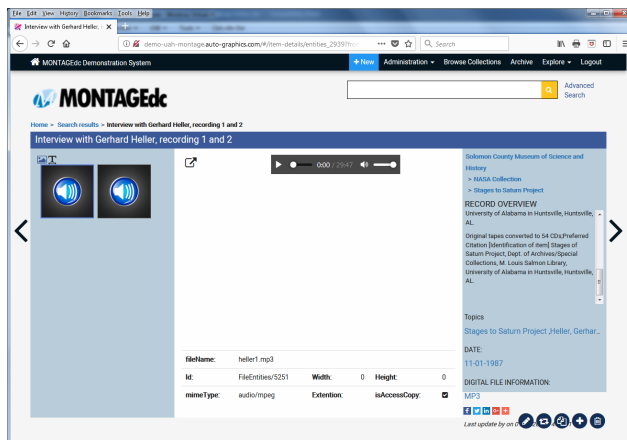 File Edit View History Bookmarks Tools Help
Interview with Gerhard Heller, r
demo-uah-montage.auto-graphics.com/#/item-details/entities_2939?
Search
MONTAGEdc Demonstration System
+ New Administration Browse Collections Archive Explore Logout
MONTAGEdc
Advanced
Search
Home > Search results > Interview with Gerhard Heller, recording 1 and 2
Interview with Gerhard Heller, recording 1 and 2
T
0:00 / 29:47
Solomon County Museum of Science and
History
> NASA Collection
> Stages to Saturn Project
RECORD OVERVIEW
University of Alabama in Huntsville, Huntsville,
AL.
Original tapes converted to 54 CDs;Preferred
Citation [Identification of item] Stages of
Saturn Project, Dept. of Archives/Special
Collections, M. Louis Salmon Library,
University of Alabama in Huntsville, Huntsville,
AL.
Topics
Stages to Saturn Project ,Heller, Gerhar...
DATE:
11-01-1987
DIGITAL FILE INFORMATION:
MP3
fileName: heller1.mp3
Id: FileEntities/5251 Width: 0 Height: 0
mimeType: audio/mpeg Extention: isAccessCopy:
Last update by on 0